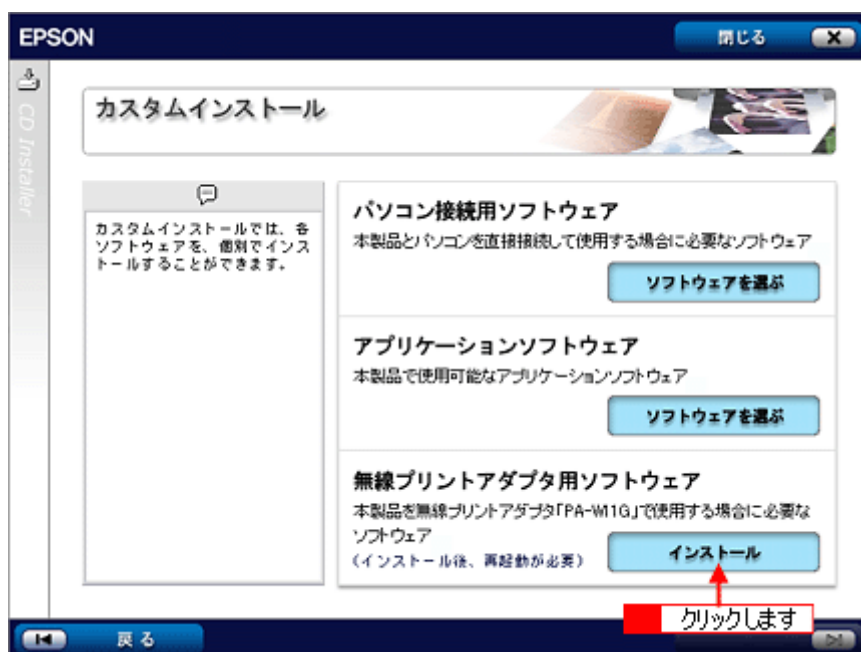 EPSON
閉じる
CD Installer
カスタムインストール
カスタムインストールでは、各
ソフトウェアを、個別でインス
トールすることができます。
パソコン接続用ソフトウェア
本製品とパソコンを直接接続して使用する場合に必要なソフトウェア
ソフトウェアを選ぶ
アプリケーションソフトウェア
本製品で使用可能なアプリケーションソフトウェア
ソフトウェアを選ぶ
無線プリントアダプタ用ソフトウェア
本製品を無線プリントアダプタ「PA-W11G」で使用する場合に必要な
ソフトウェア
(インストール後、再起動が必要)
インストール
クリックします
戻る